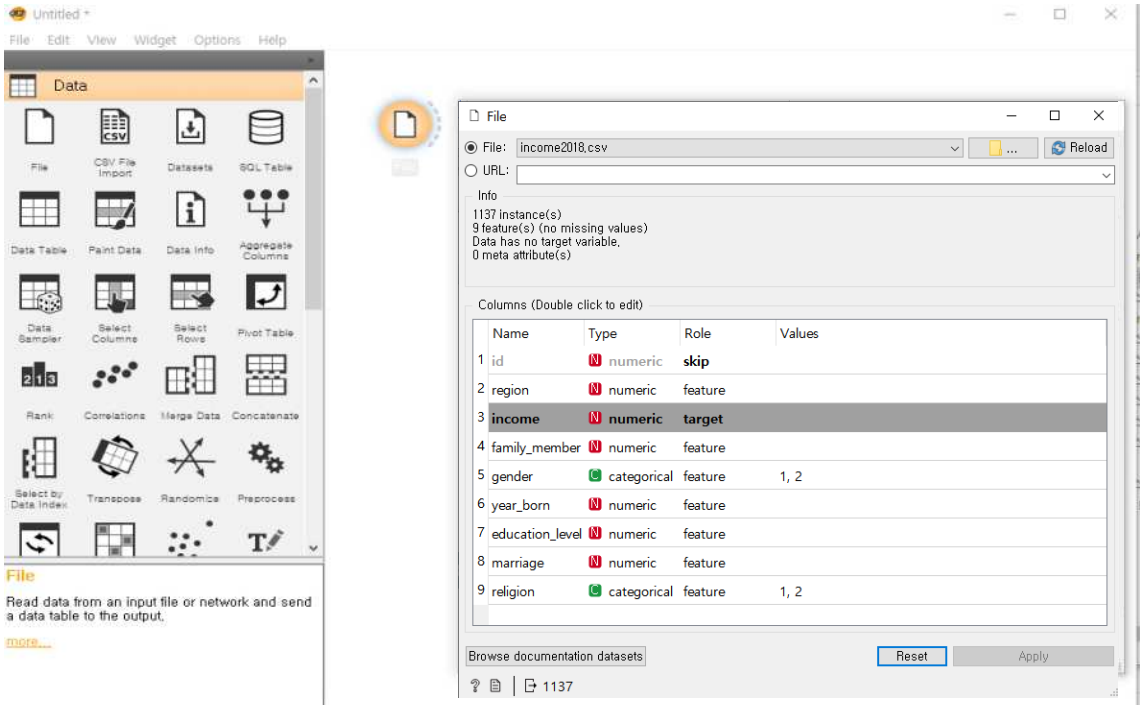 Untitled *
File Edit View Widget Options Help
Data
File
CSV File Import
Datasets
SQL Table
Data Table
Paint Data
Data Info
Aggregate Columns
Data Sampler
Select Columns
Select Rows
Pivot Table
Rank
Correlations
Merge Data
Concatenate
Select by Data Index
Transpose
Randomize
Preprocess
File
Read data from an input file or network and send
a data table to the output.
more...
File
File: income2018.csv ... Reload
URL:
Info
1137 instance(s)
9 feature(s) (no missing values)
Data has no target variable.
0 meta attribute(s)
Columns (Double click to edit)
Name Type Role Values
1 id N numeric skip
2 region N numeric feature
3 income N numeric target
4 family_member N numeric feature
5 gender C categorical feature 1, 2
6 year_born N numeric feature
7 education_level N numeric feature
8 marriage N numeric feature
9 religion C categorical feature 1, 2
Browse documentation datasets Reset Apply
? 1137